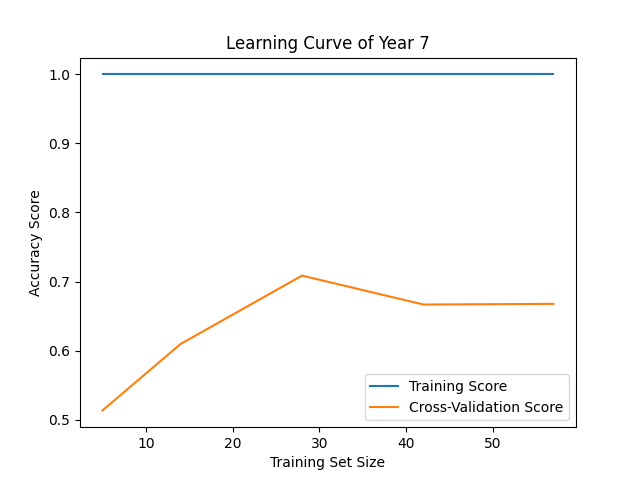 Learning Curve of Year 7
1.0
0.9
0.8
0.7
0.6
0.5
Accuracy Score
Training Score
Cross-Validation Score
10 20 30 40 50
Training Set Size